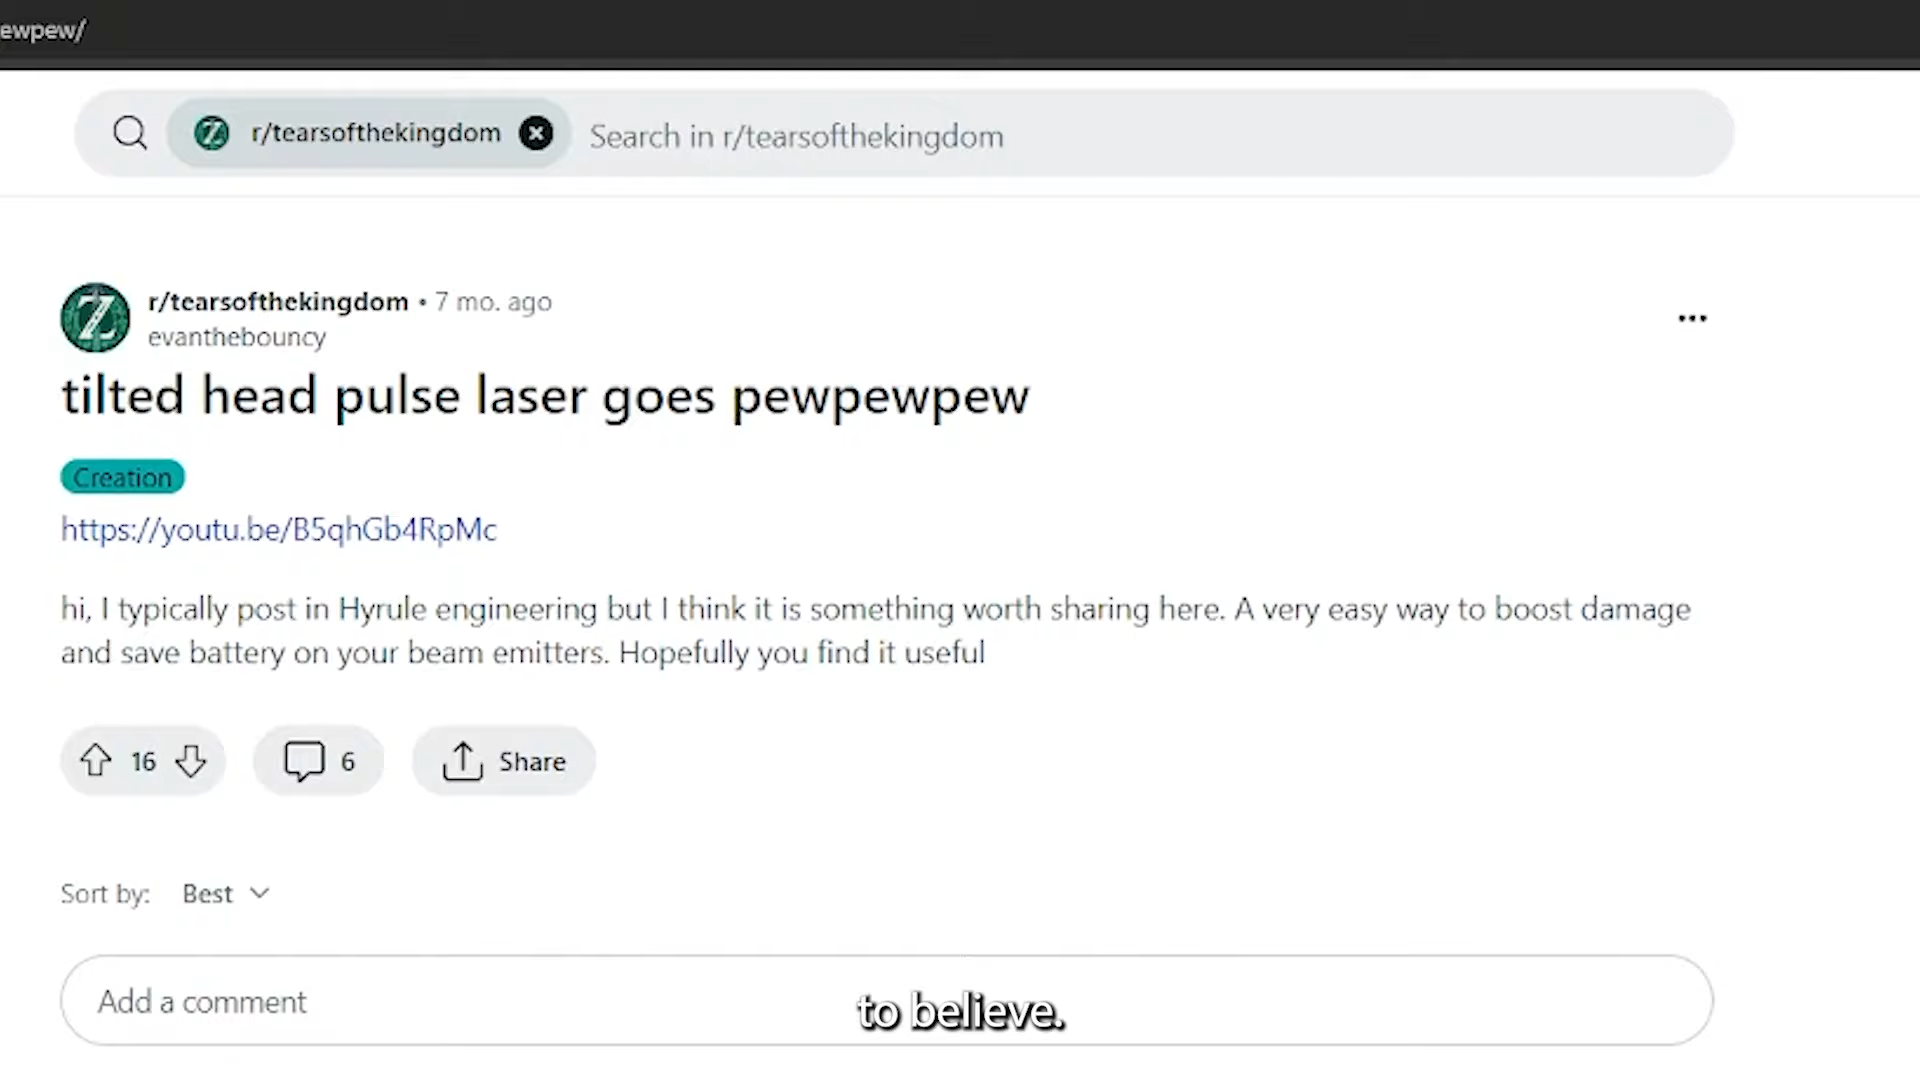 ewpew/
r/tearsofthekingdom Search in r/tearsofthekingdom
r/tearsofthekingdom • 7 mo. ago
evanthebouncy
tilted head pulse laser goes pewpewpew
Creation
https://youtu.be/B5qhGb4RpMc
hi, I typically post in Hyrule engineering but I think it is something worth sharing here. A very easy way to boost damage
and save battery on your beam emitters. Hopefully you find it useful
16 6 Share
Sort by: Best
Add a comment
to believe.